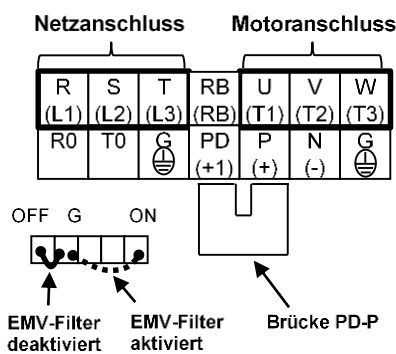 Netzanschluss Motoranschluss
R S T RB U V W
(L1) (L2) (L3) (RB) (T1) (T2) (T3)
R0 T0 G PD P N G
(+1) (+) (-)
OFF G ON
EMV-Filter deaktiviert
EMV-Filter aktiviert
Brücke PD-P